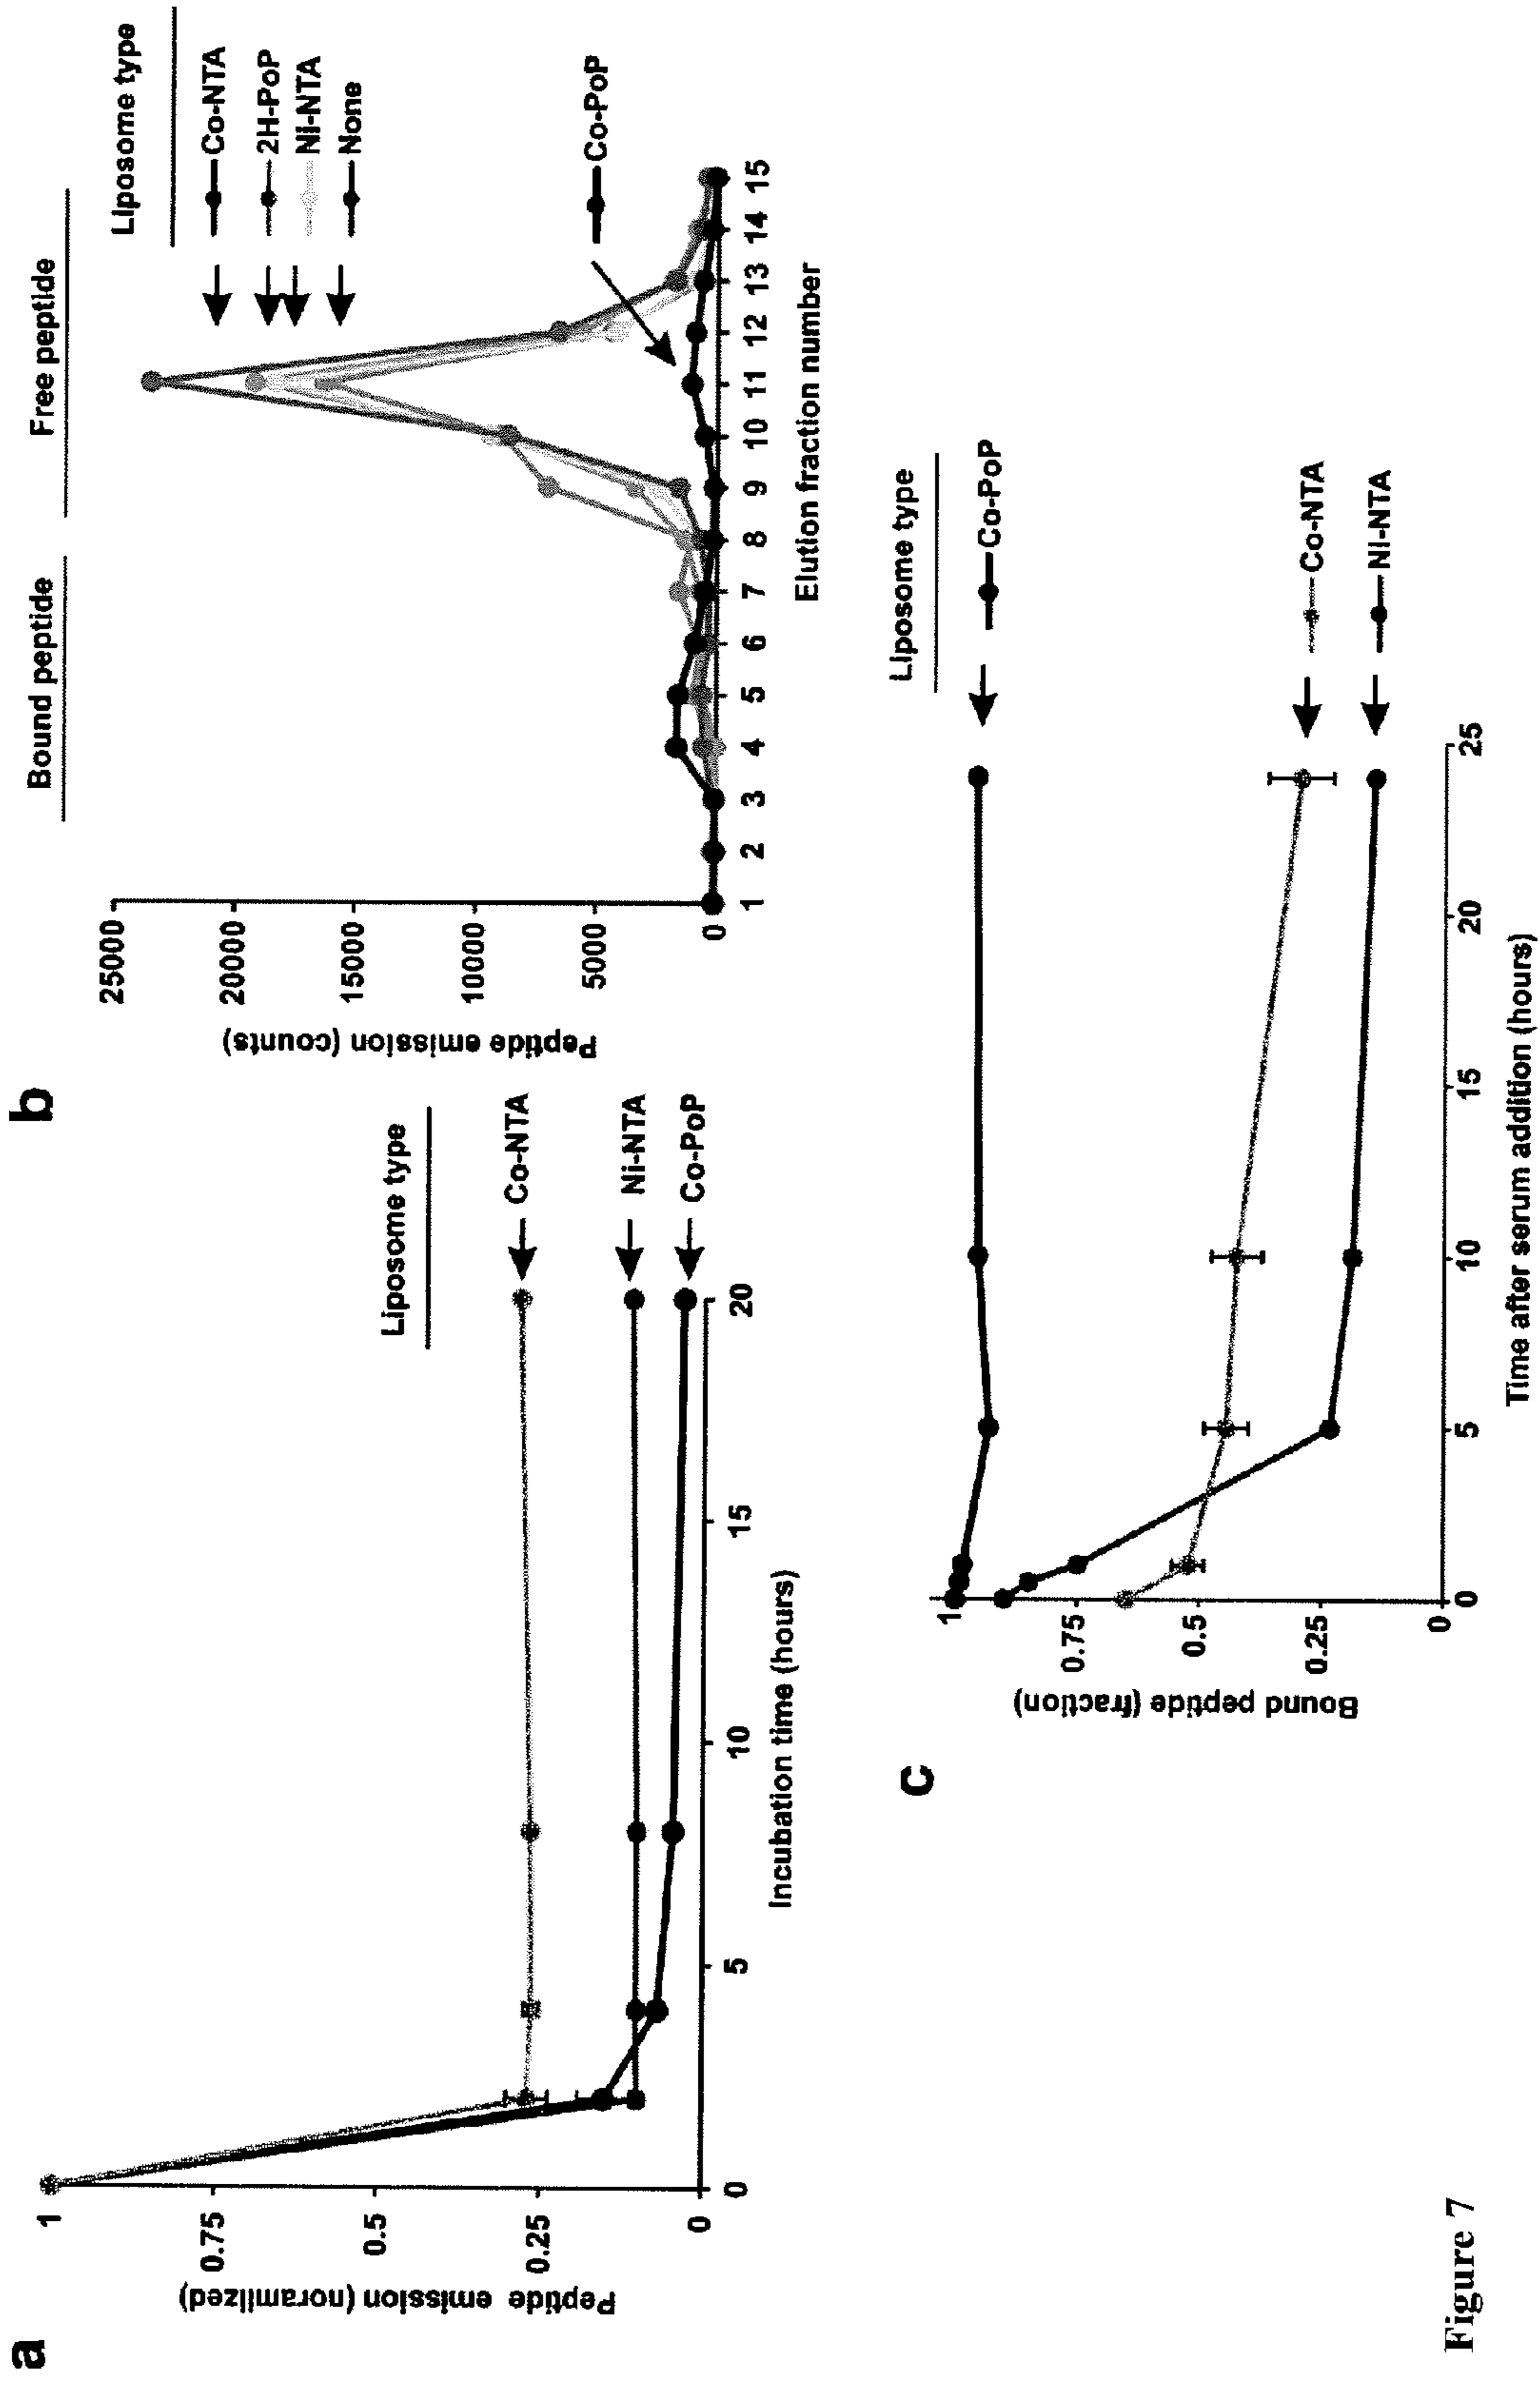 a
Peptide emission (noramlized)
1
0.75
0.5
0.25
0
0
5
10
15
20
Incubation time (hours)
Liposome type
Co-NTA
Ni-NTA
Co-PoP
b
Peptide emission (counts)
25000
20000
15000
10000
5000
0
Bound peptide
Free peptide
1 2 3 4 5 6 7 8 9 10 11 12 13 14 15
Elution fraction number
Liposome type
Co-NTA
2H-PoP
Ni-NTA
None
Co-PoP
c
Bound peptide (fraction)
1
0.75
0.5
0.25
0
0
5
10
15
20
25
Time after serum addition (hours)
Liposome type
Co-PoP
Co-NTA
Ni-NTA
Figure 7